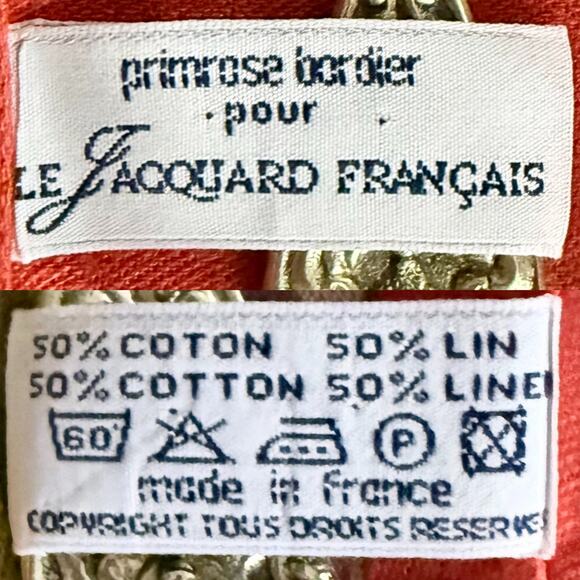 primrose bordier
pour
LE JACQUARD FRANÇAIS
50% COTON 50% LIN
50% COTTON 50% LINE
60 P
made in france
COPYRIGHT TOUS DROITS RESERVE